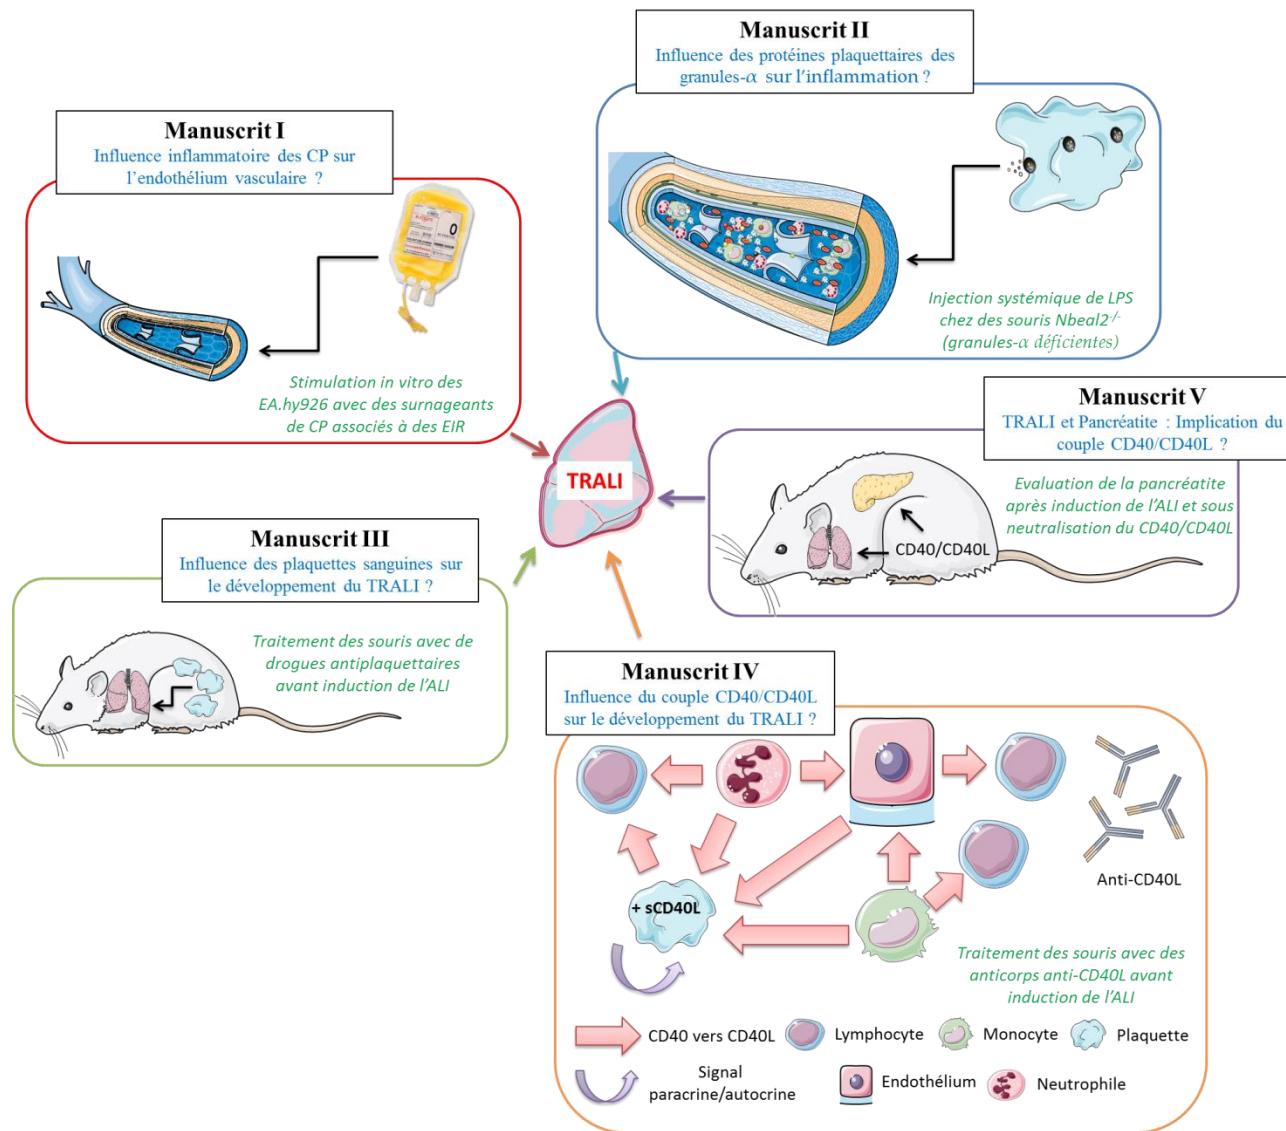 Manuscrit I
Influence inflammatoire des CP sur
l'endothélium vasculaire ?
0
Stimulation in vitro des
EA.hy926 avec des surnageants
de CP associés à des EIR
Manuscrit II
Influence des protéines plaquettaires des
granules-α sur l'inflammation ?
Injection systémique de LPS
chez des souris Nbeal2-/-
(granules-α déficientes)
TRALI
Manuscrit V
TRALI et Pancréatite : Implication du
couple CD40/CD40L ?
Evaluation de la pancréatite
après induction de l'ALI et sous
neutralisation du CD40/CD40L
CD40/CD40L
Manuscrit III
Influence des plaquettes sanguines sur
le développement du TRALI ?
Traitement des souris avec de
drogues antiplaquettaires
avant induction de l'ALI
Manuscrit IV
Influence du couple CD40/CD40L
sur le développement du TRALI ?
+ sCD40L
Anti-CD40L
Traitement des souris avec des
anticorps anti-CD40L avant
induction de l'ALI
CD40 vers CD40L
Lymphocyte
Monocyte
Plaquette
Signal
paracrine/autocrine
Endothélium
Neutrophile